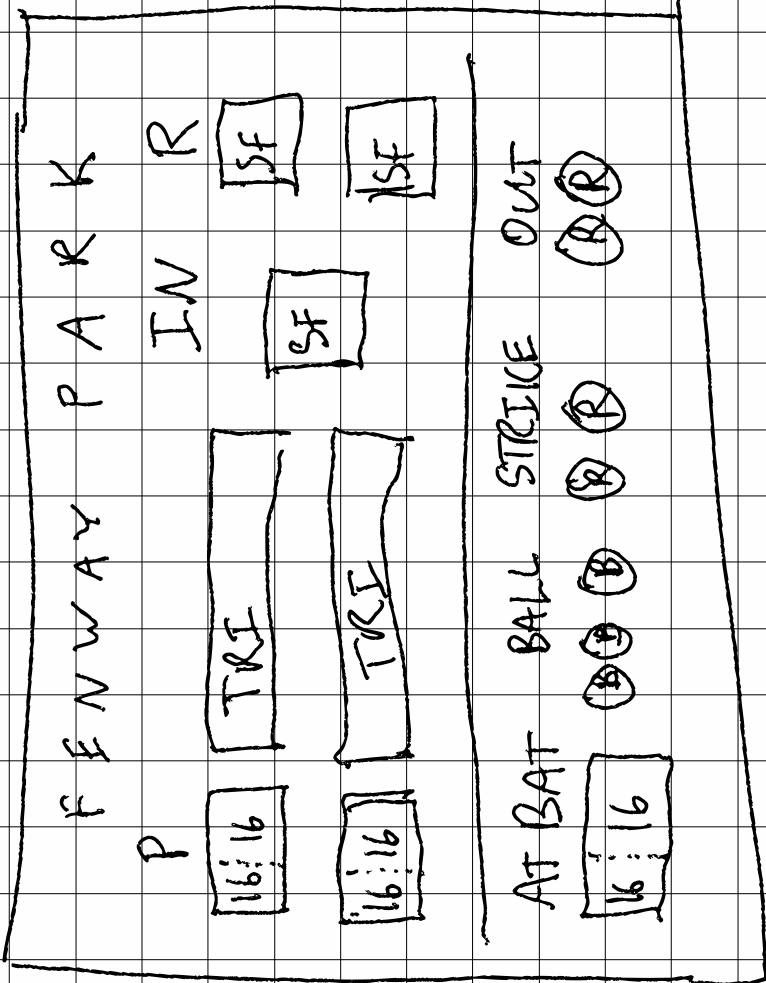 FENWAY PARK
P IN R
16 16 TRI SF
SF
16 16 TRI SF
AT BAT BALL STRIKE OUT
16 16 B B B R R R R